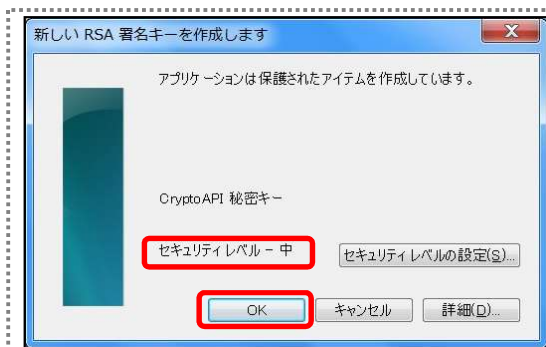 新しい RSA 署名キーを作成します
アプリケーションは保護されたアイテムを作成しています。
CryptoAPI 秘密キー
セキュリティ レベル - 中
セキュリティ レベルの設定(S)...
OK
キャンセル
詳細(D)...